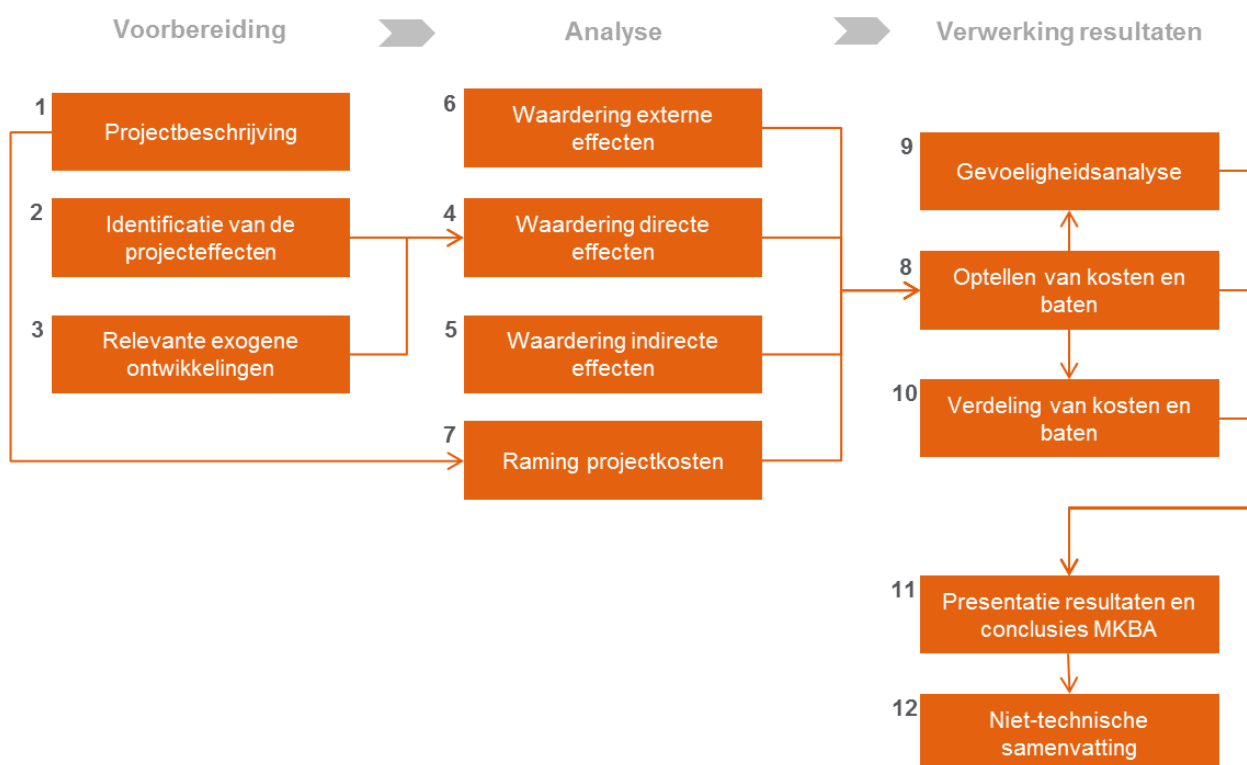 Voorbereiding
Analyse
Verwerking resultaten
1
Projectbeschrijving
2
Identificatie van de
projecteffecten
3
Relevante exogene
ontwikkelingen
6
Waardering externe
effecten
4
Waardering directe
effecten
5
Waardering indirecte
effecten
7
Raming projectkosten
9
Gevoeligheidsanalyse
8
Optellen van kosten en
baten
10
Verdeling van kosten en
baten
11
Presentatie resultaten en
conclusies MKBA
12
Niet-technische
samenvatting